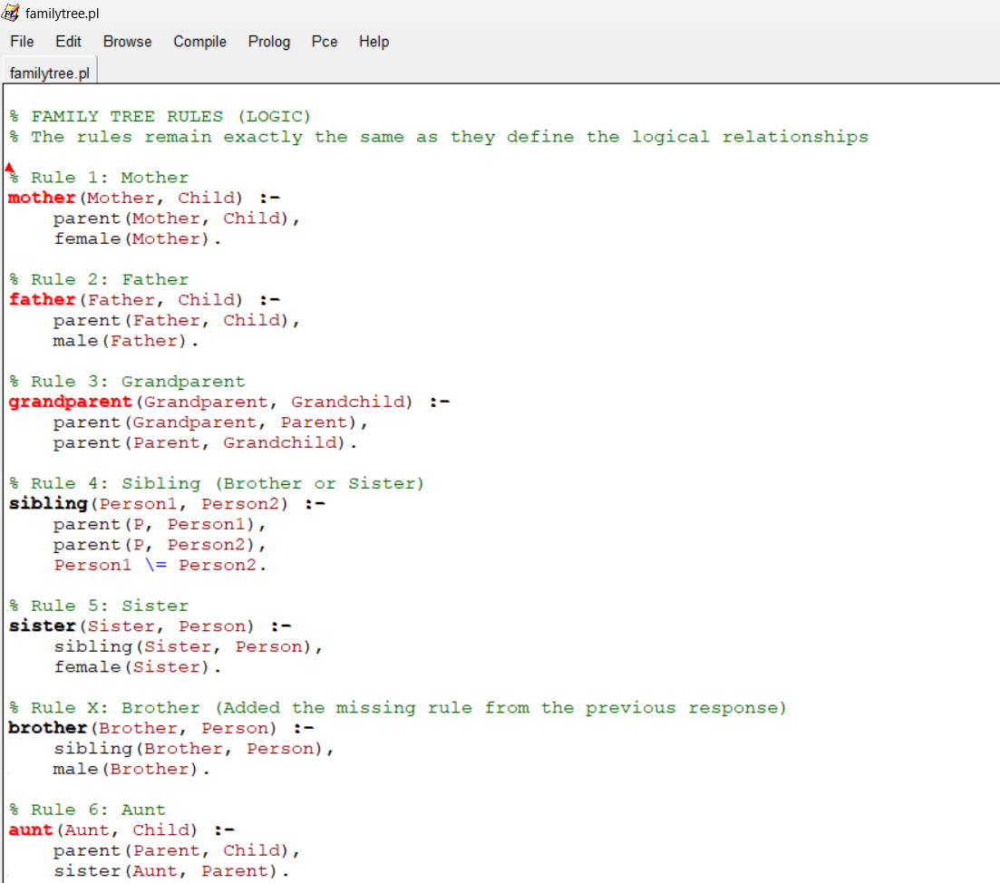 familytree.pl
File Edit Browse Compile Prolog Pce Help
familytree.pl
% FAMILY TREE RULES (LOGIC)
% The rules remain exactly the same as they define the logical relationships
% Rule 1: Mother
mother(Mother, Child) :-
    parent(Mother, Child),
    female(Mother).
% Rule 2: Father
father(Father, Child) :-
    parent(Father, Child),
    male(Father).
% Rule 3: Grandparent
grandparent(Grandparent, Grandchild) :-
    parent(Grandparent, Parent),
    parent(Parent, Grandchild).
% Rule 4: Sibling (Brother or Sister)
sibling(Person1, Person2) :-
    parent(P, Person1),
    parent(P, Person2),
    Person1 \= Person2.
% Rule 5: Sister
sister(Sister, Person) :-
    sibling(Sister, Person),
    female(Sister).
% Rule X: Brother (Added the missing rule from the previous response)
brother(Brother, Person) :-
    sibling(Brother, Person),
    male(Brother).
% Rule 6: Aunt
aunt(Aunt, Child) :-
    parent(Parent, Child),
    sister(Aunt, Parent).